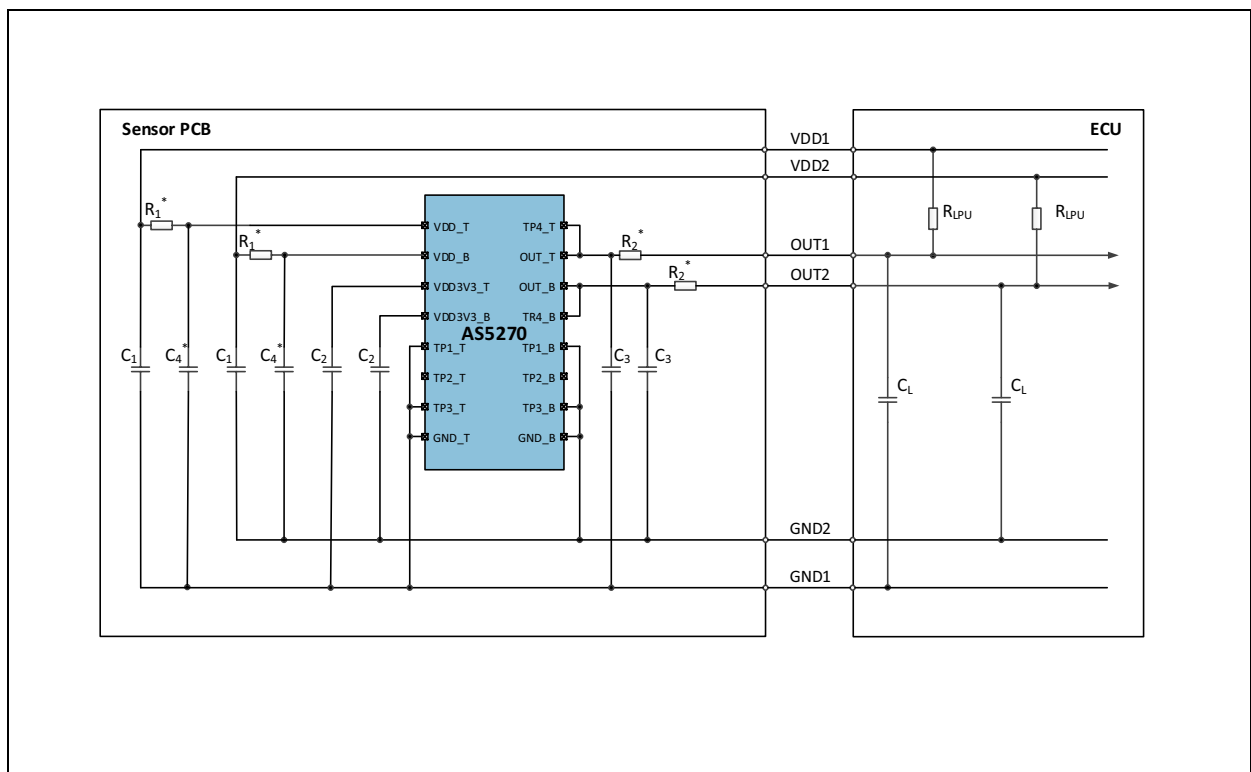 Sensor PCB
ECU
VDD1
VDD2
R1*
R1*
VDD_T
VDD_B
VDD3V3_T
VDD3V3_B
TP1_T
TP2_T
TP3_T
GND_T
AS5270
TP4_T
OUT_T
OUT_B
TR4_B
TP1_B
TP2_B
TP3_B
GND_B
R2*
R2*
OUT1
OUT2
RLPU
RLPU
C1
C4*
C1
C4*
C2
C2
C3
C3
CL
CL
GND2
GND1